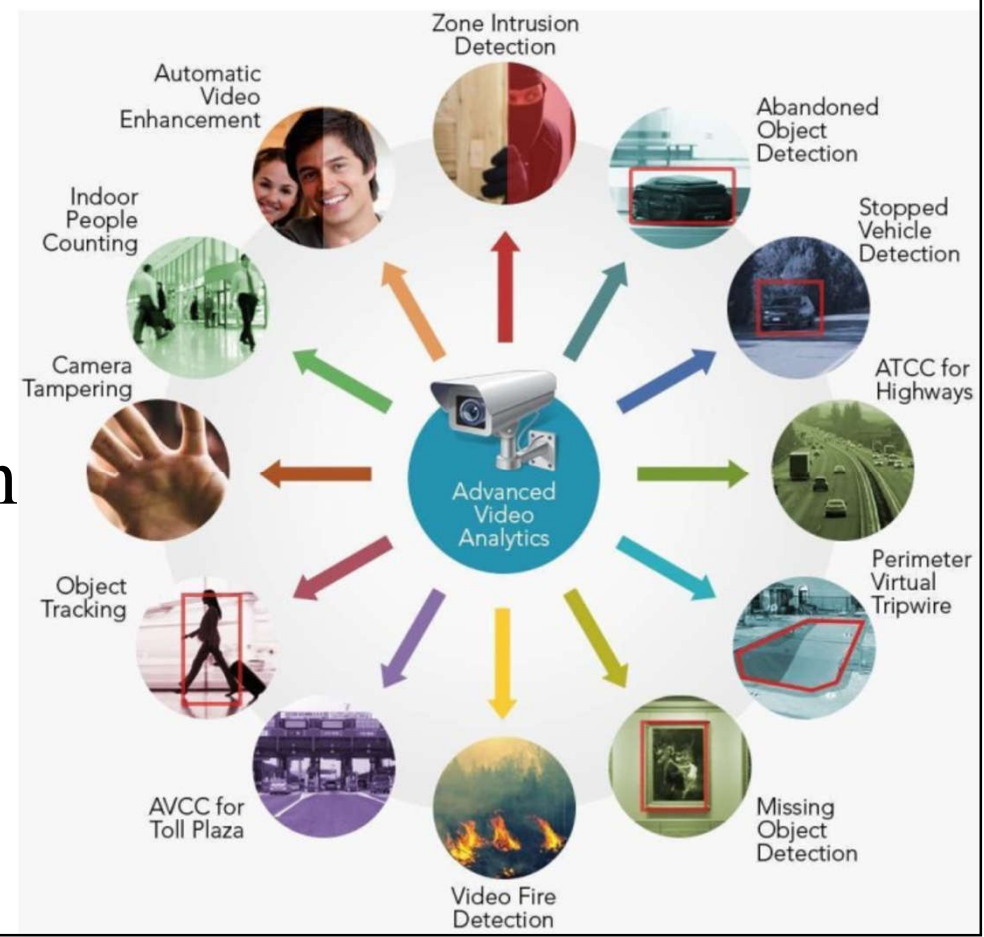 Zone Intrusion
Detection
Automatic
Video
Enhancement
Abandoned
Object
Detection
Indoor
People
Counting
Stopped
Vehicle
Detection
Camera
Tampering
ATCC for
Highways
n
Advanced
Video
Analytics
Object
Tracking
Perimeter
Virtual
Tripwire
AVCC for
Toll Plaza
Missing
Object
Detection
Video Fire
Detection